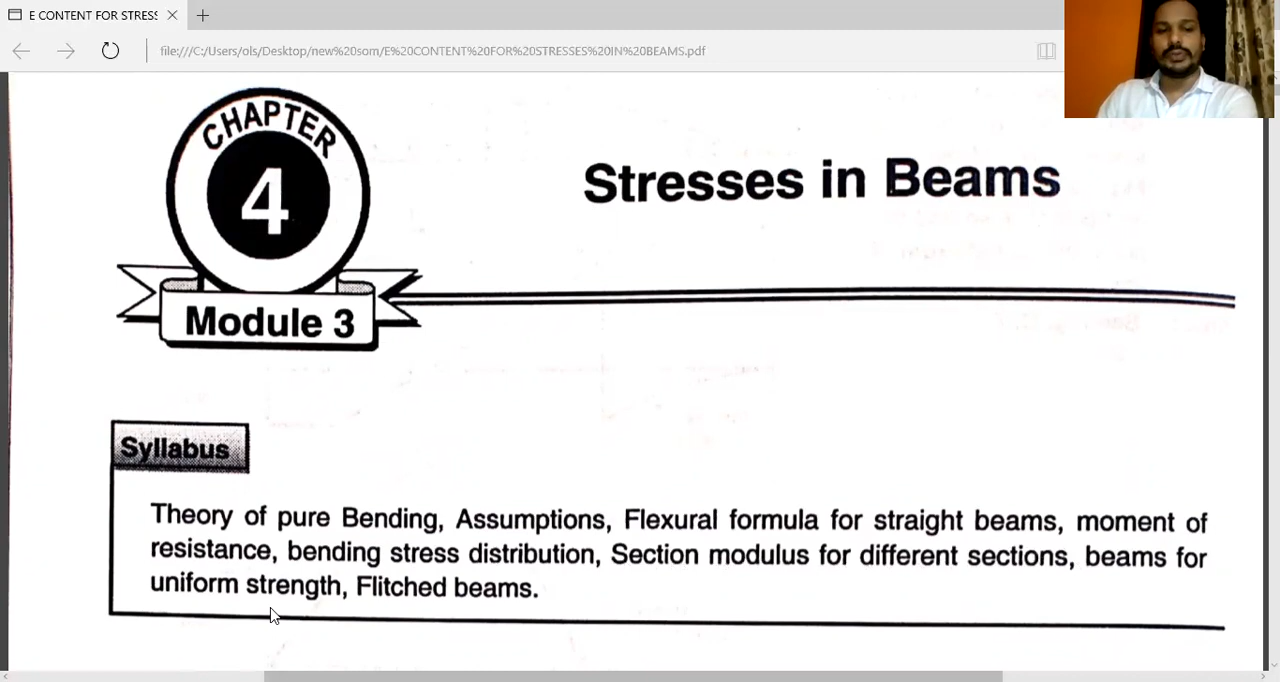 E CONTENT FOR STRESS
file:///C:/Users/ols/Desktop/new%20som/E%20CONTENT%20FOR%20STRESSES%20IN%20BEAMS.pdf
CHAPTER
4
Module 3
Stresses in Beams
Syllabus
Theory of pure Bending, Assumptions, Flexural formula for straight beams, moment of
resistance, bending stress distribution, Section modulus for different sections, beams for
uniform strength, Flitched beams.